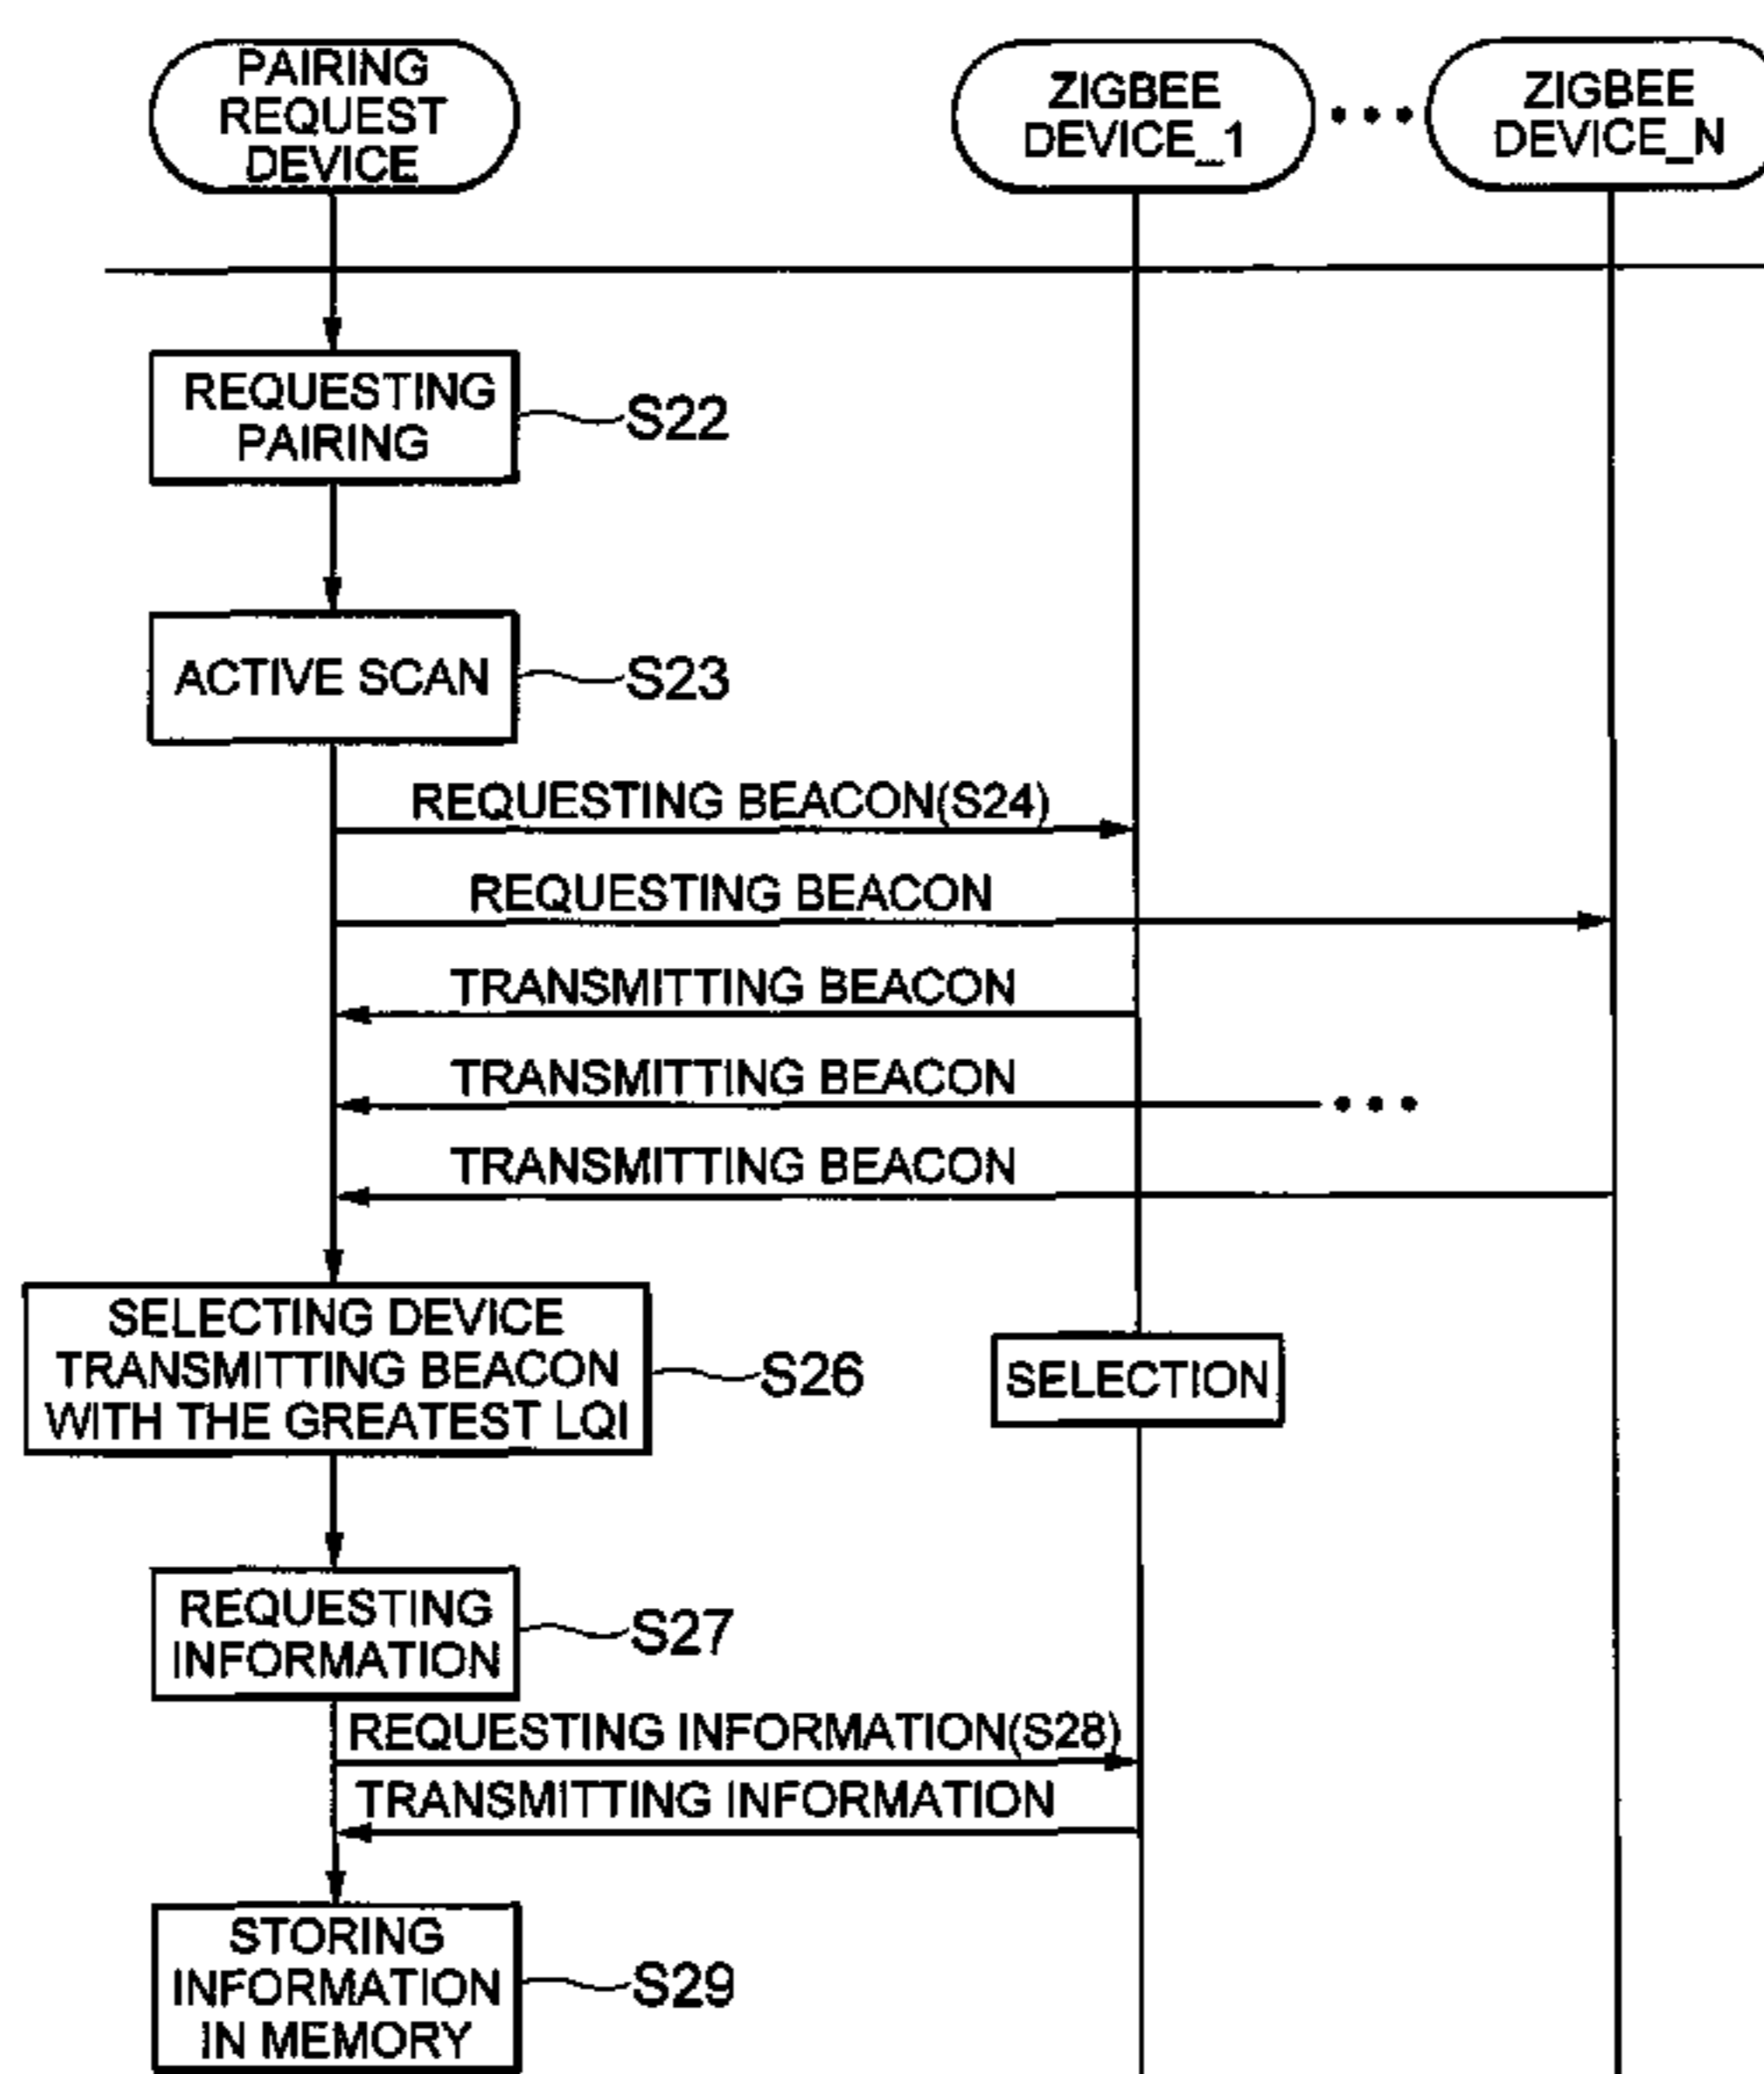 PAIRING
REQUEST
DEVICE
ZIGBEE
DEVICE_1
ZIGBEE
DEVICE_N
REQUESTING
PAIRING
S22
ACTIVE SCAN
S23
REQUESTING BEACON(S24)
REQUESTING BEACON
TRANSMITTING BEACON
TRANSMITTING BEACON
TRANSMITTING BEACON
SELECTING DEVICE
TRANSMITTING BEACON
WITH THE GREATEST LQI
S26
SELECTION
REQUESTING
INFORMATION
S27
REQUESTING INFORMATION(S28)
TRANSMITTING INFORMATION
STORING
INFORMATION
IN MEMORY
S29